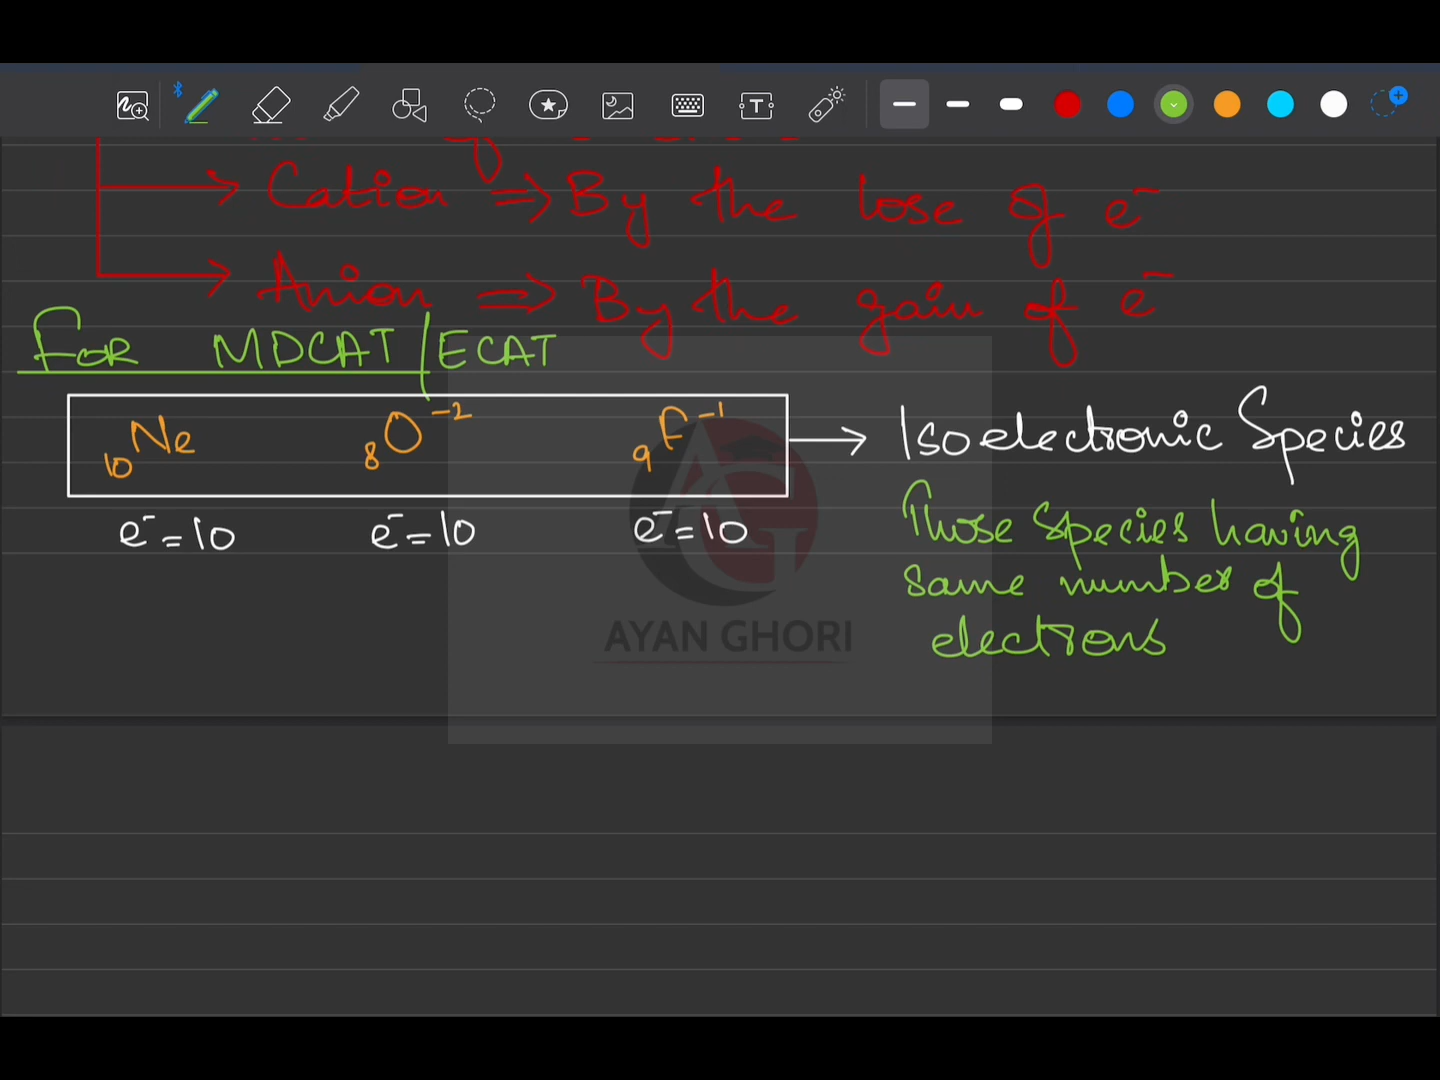 Cation ⇒ By the lose of e⁻
Anion ⇒ By the gain of e⁻
FOR MDCAT/ECAT
₁₀Ne ₈O⁻² ₉F⁻¹ → Isoelectronic Species
e⁻=10 e⁻=10 e⁻=10
Those Species having
same number of
electrons
AYAN GHORI